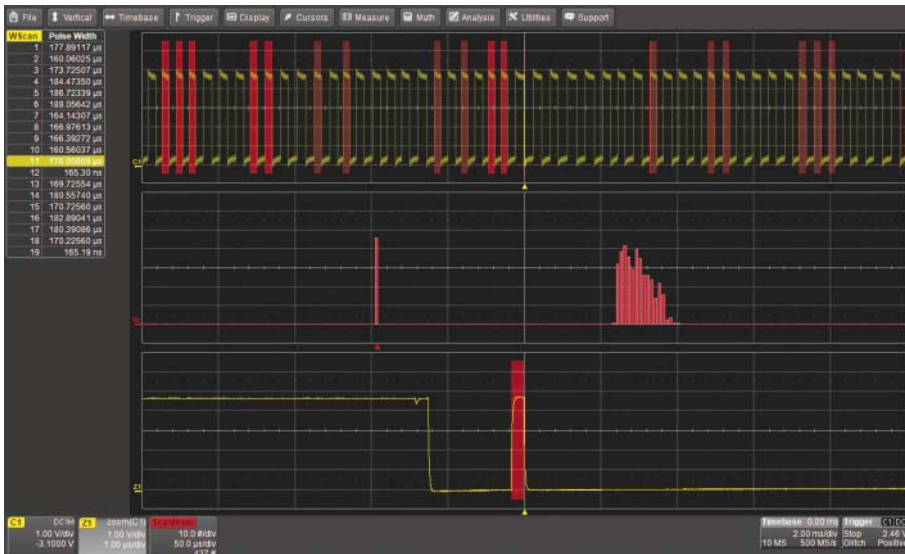 File Vertical Timebase Trigger Display Cursors Measure Math Analysis Utilities Support
WScan Pulse Width
1 177.89117 µs
2 160.06025 µs
3 173.72507 µs
4 184.47350 µs
5 186.72339 µs
6 188.05642 µs
7 164.14307 µs
8 166.97613 µs
9 166.39272 µs
10 160.56037 µs
11
12 165.30 ns
13 169.72554 µs
14 180.55740 µs
15 170.72560 µs
16 182.89041 µs
17 180.39086 µs
18 170.22560 µs
19 165.19 ns
C1
Z1
C1 DC1M
1.00 V/div
-3.1000 V
Z1 zoom(C1)
1.00 V/div
1.00 µs/div
ScanHisto
10.0 #/div
50.0 µs/div
437 #
Timebase 0.00 ms
2.00 ms/div
10 MS 500 MS/s
Trigger C1 DC
Stop 2.46 V
Glitch Positive